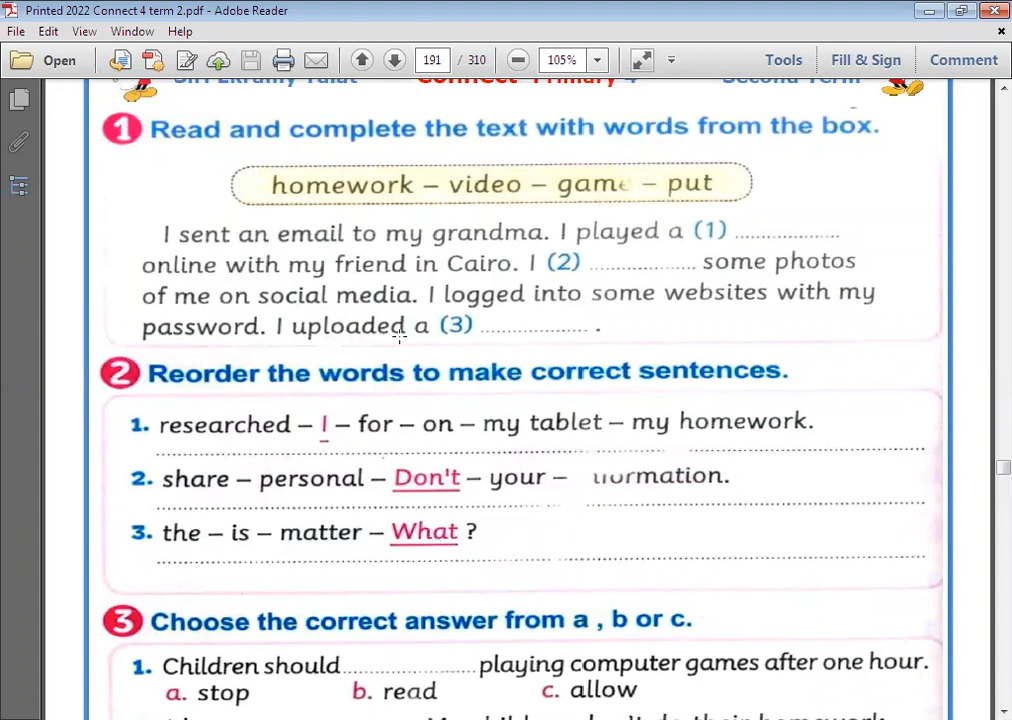 Printed 2022 Connect 4 term 2.pdf - Adobe Reader
File Edit View Window Help
Open 191 / 310 105% Tools Fill & Sign Comment
Connect Primary Second Term
1 Read and complete the text with words from the box.
homework – video – game – put
I sent an email to my grandma. I played a (1) ....................
online with my friend in Cairo. I (2) .................... some photos
of me on social media. I logged into some websites with my
password. I uploaded a (3) .................... .
2 Reorder the words to make correct sentences.
1. researched – I – for – on – my tablet – my homework.
2. share – personal – Don't – your – information.
3. the – is – matter – What ?
3 Choose the correct answer from a , b or c.
1. Children should ......................... playing computer games after one hour.
a. stop b. read c. allow